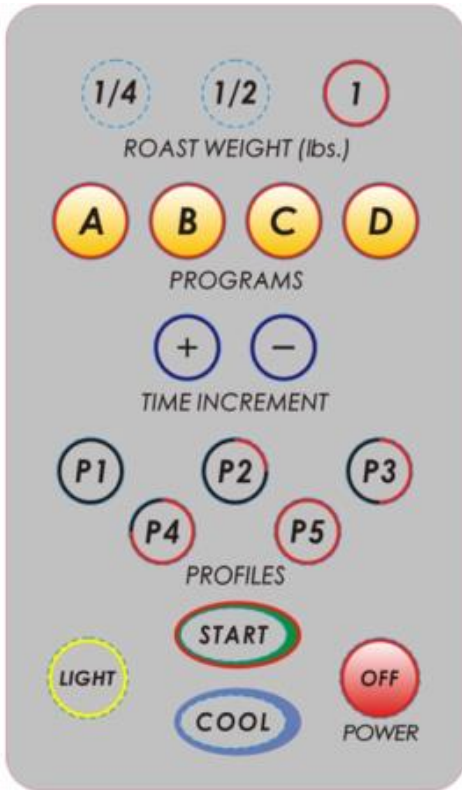 1/4 1/2 1
ROAST WEIGHT (lbs.)
A B C D
PROGRAMS
+ −
TIME INCREMENT
P1 P2 P3
P4 P5
PROFILES
START
LIGHT OFF
COOL
POWER